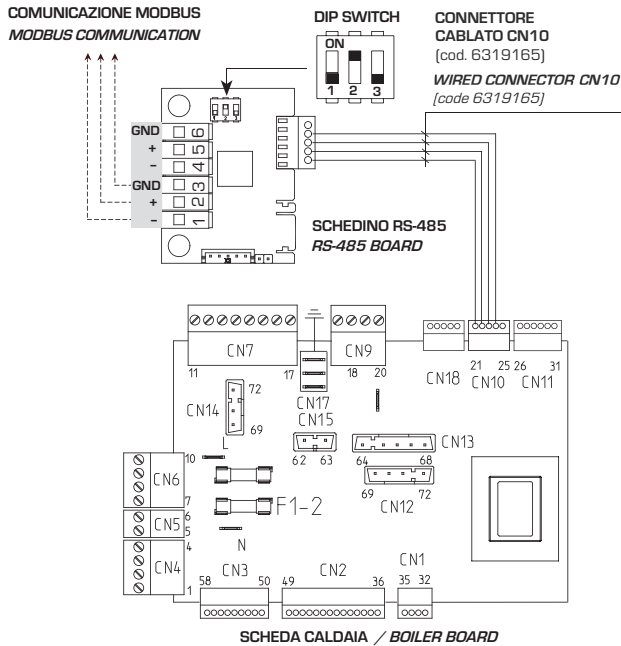 COMUNICAZIONE MODBUS
MODBUS COMMUNICATION
DIP SWITCH
ON
1 2 3
CONNETTORE
CABLATO CN10
(cod. 6319165)
WIRED CONNECTOR CN10
(code 6319165)
1 2 3
GND 6
+ 5
- 4
GND 3
+ 2
- 1
SCHEDINO RS-485
RS-485 BOARD
CN7
11 17
CN9
18 20
CN18
21 25
CN10
26 31
CN11
CN17
CN14
72
69
CN15
62 63
CN13
64 68
CN12
69 72
L
F1-2
N
10
CN6
7
6
CN5
5
4
CN4
1
58 50
CN3
49 36
CN2
CN1
35 32
SCHEDA CALDAIA / BOILER BOARD